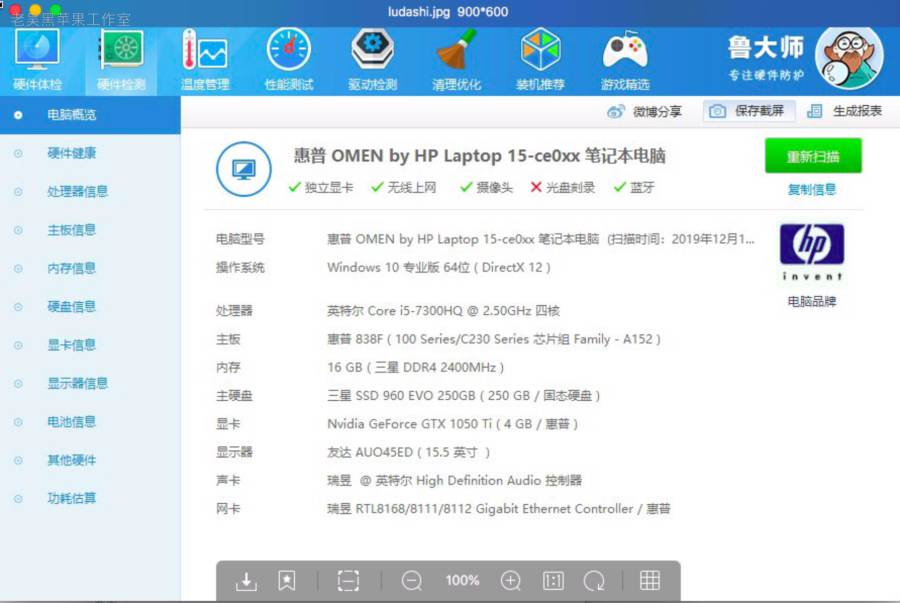 ludashi.jpg 900*600
老吴黑苹果工作室
硬件体检 硬件检测 温度管理 性能测试 驱动检测 清理优化 装机推荐 游戏精选
鲁大师
专注硬件防护
微博分享 保存截屏 生成报表
电脑概览
硬件健康
处理器信息
主板信息
内存信息
硬盘信息
显卡信息
显示器信息
电池信息
其他硬件
功耗估算
惠普 OMEN by HP Laptop 15-ce0xx 笔记本电脑
独立显卡 无线上网 摄像头 光盘刻录 蓝牙
重新扫描
复制信息
电脑型号 惠普 OMEN by HP Laptop 15-ce0xx 笔记本电脑 (扫描时间：2019年12月1...
操作系统 Windows 10 专业版 64位 ( DirectX 12 )
处理器 英特尔 Core i5-7300HQ @ 2.50GHz 四核
主板 惠普 838F ( 100 Series/C230 Series 芯片组 Family - A152 )
内存 16 GB ( 三星 DDR4 2400MHz )
主硬盘 三星 SSD 960 EVO 250GB ( 250 GB / 固态硬盘 )
显卡 Nvidia GeForce GTX 1050 Ti ( 4 GB / 惠普 )
显示器 友达 AUO45ED ( 15.5 英寸 )
声卡 瑞昱 @ 英特尔 High Definition Audio 控制器
网卡 瑞昱 RTL8168/8111/8112 Gigabit Ethernet Controller / 惠普
hp
invent
电脑品牌
100%
1:1